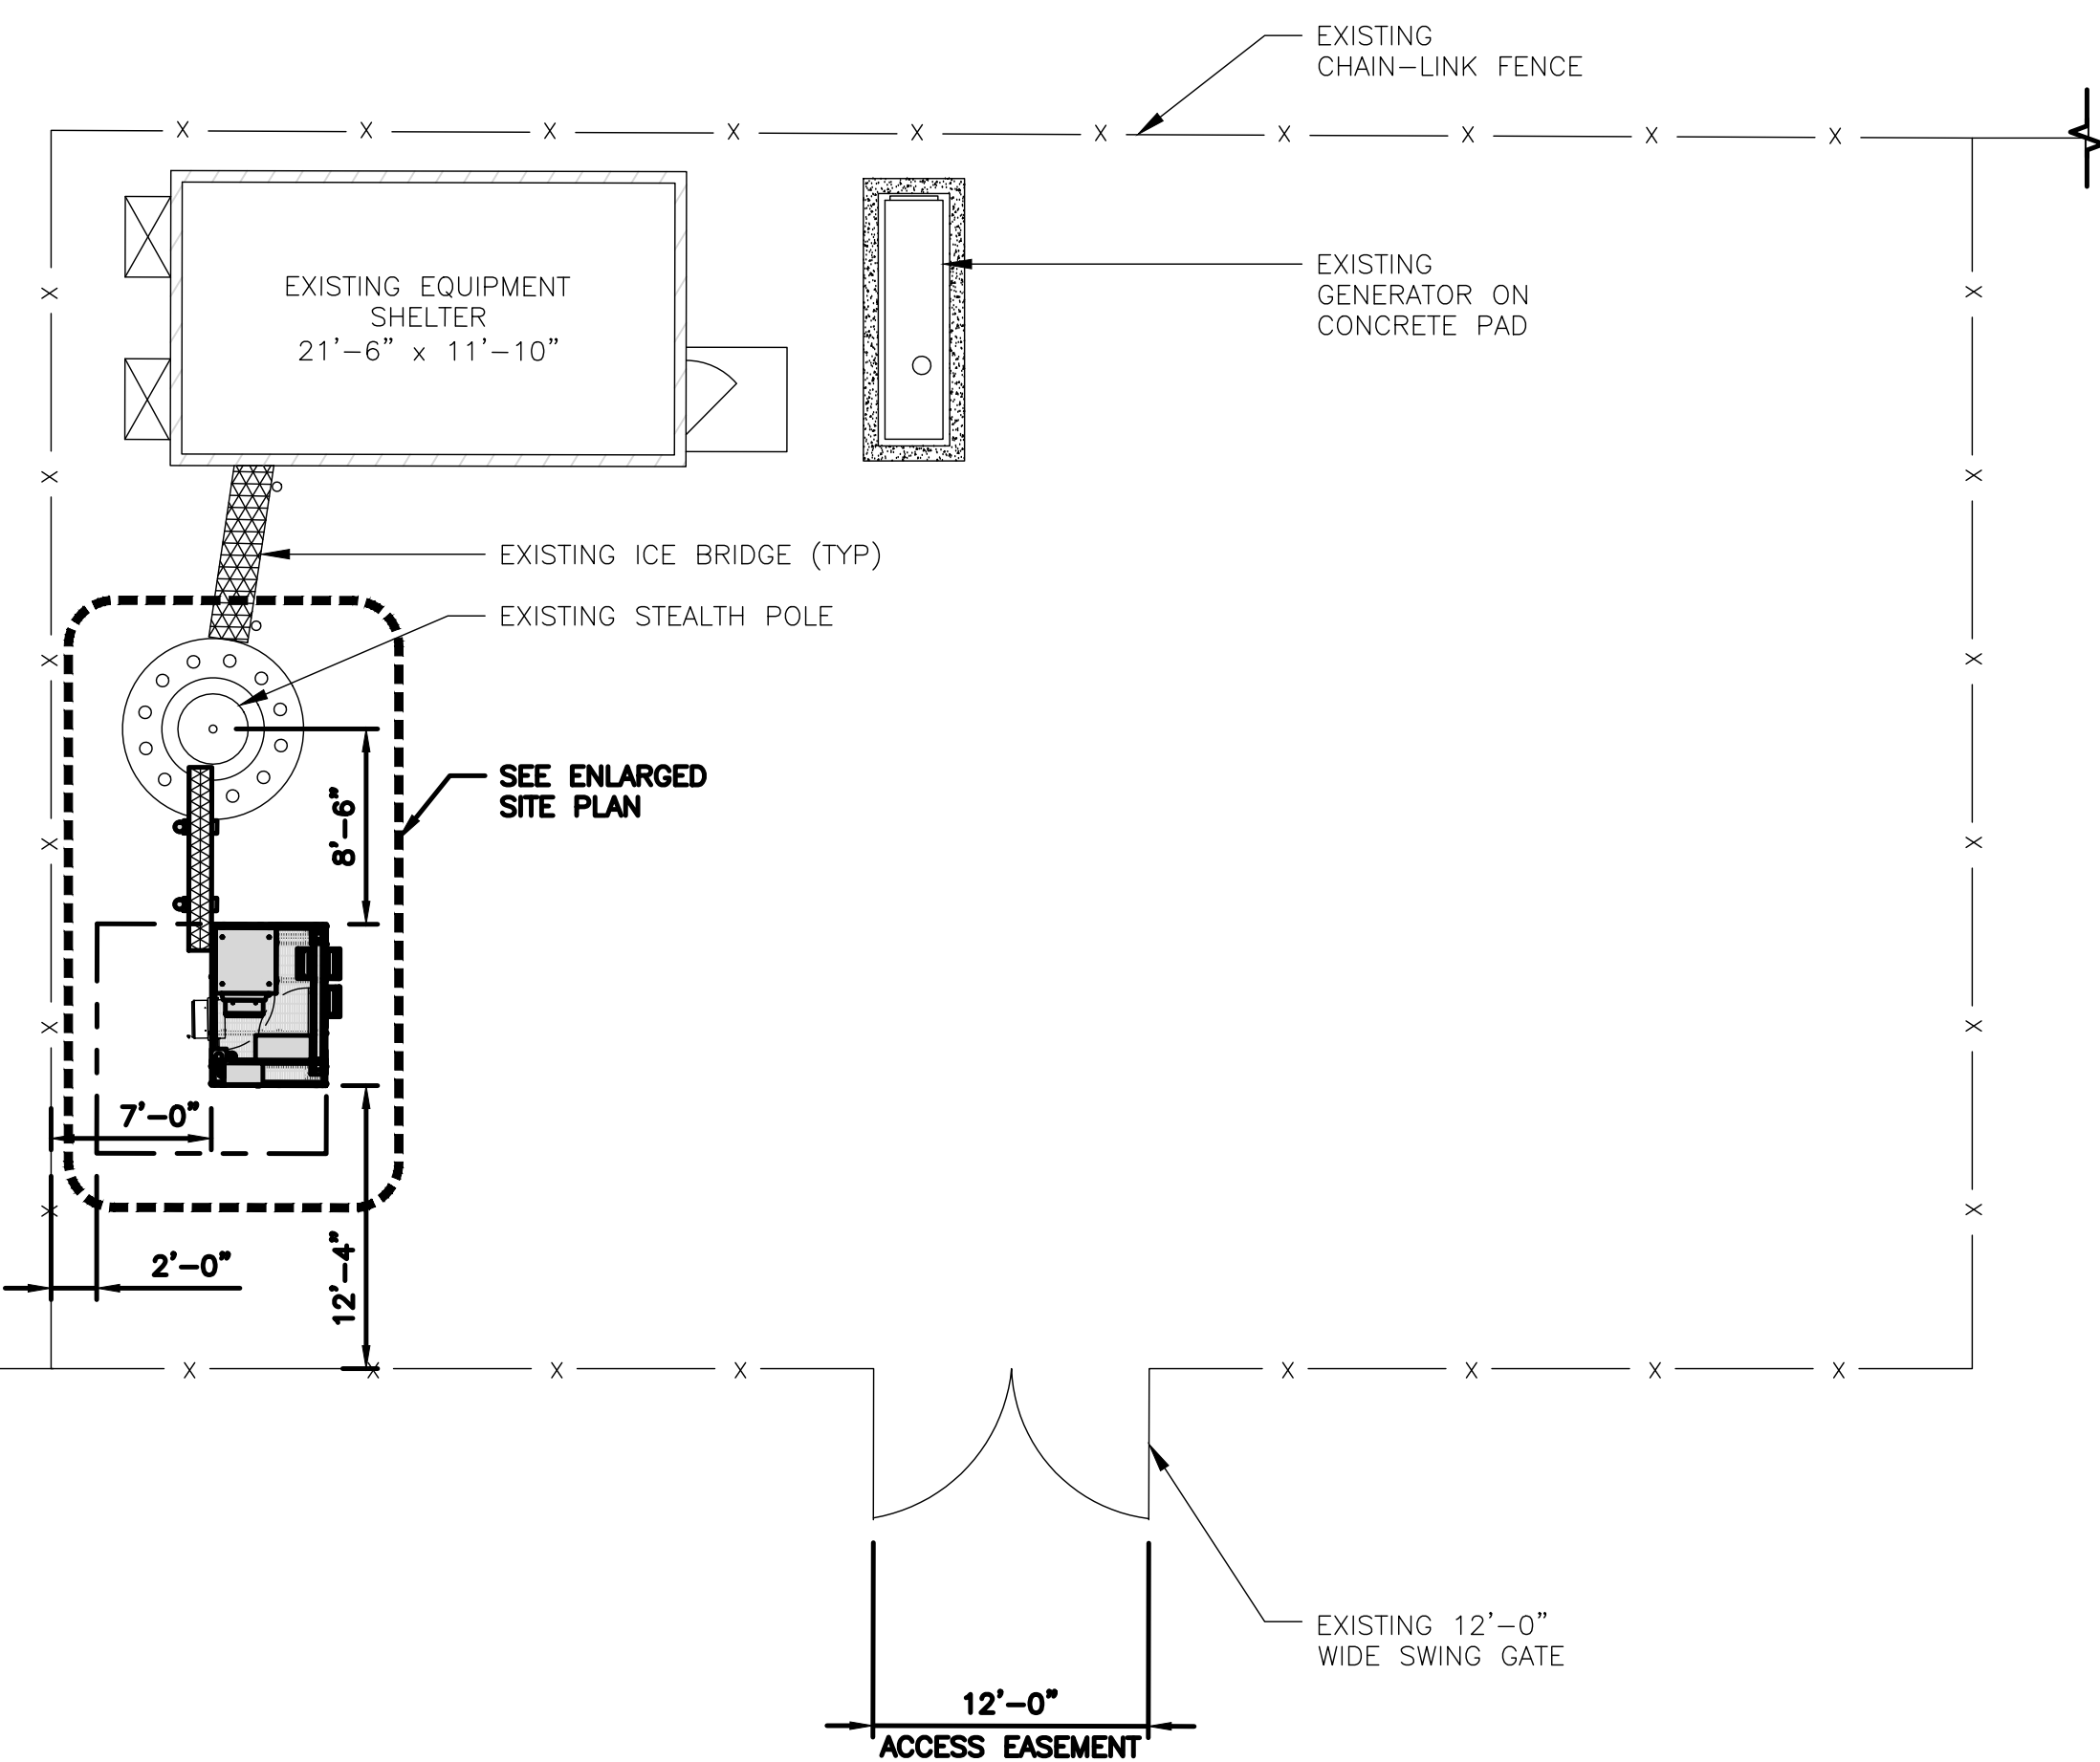 EXISTING
CHAIN-LINK FENCE
EXISTING EQUIPMENT
SHELTER
21'-6" x 11'-10"
EXISTING
GENERATOR ON
CONCRETE PAD
EXISTING ICE BRIDGE (TYP)
EXISTING STEALTH POLE
SEE ENLARGED
SITE PLAN
8'-6"
7'-0"
2'-0"
12'-4"
EXISTING 12'-0"
WIDE SWING GATE
12'-0"
ACCESS EASEMENT